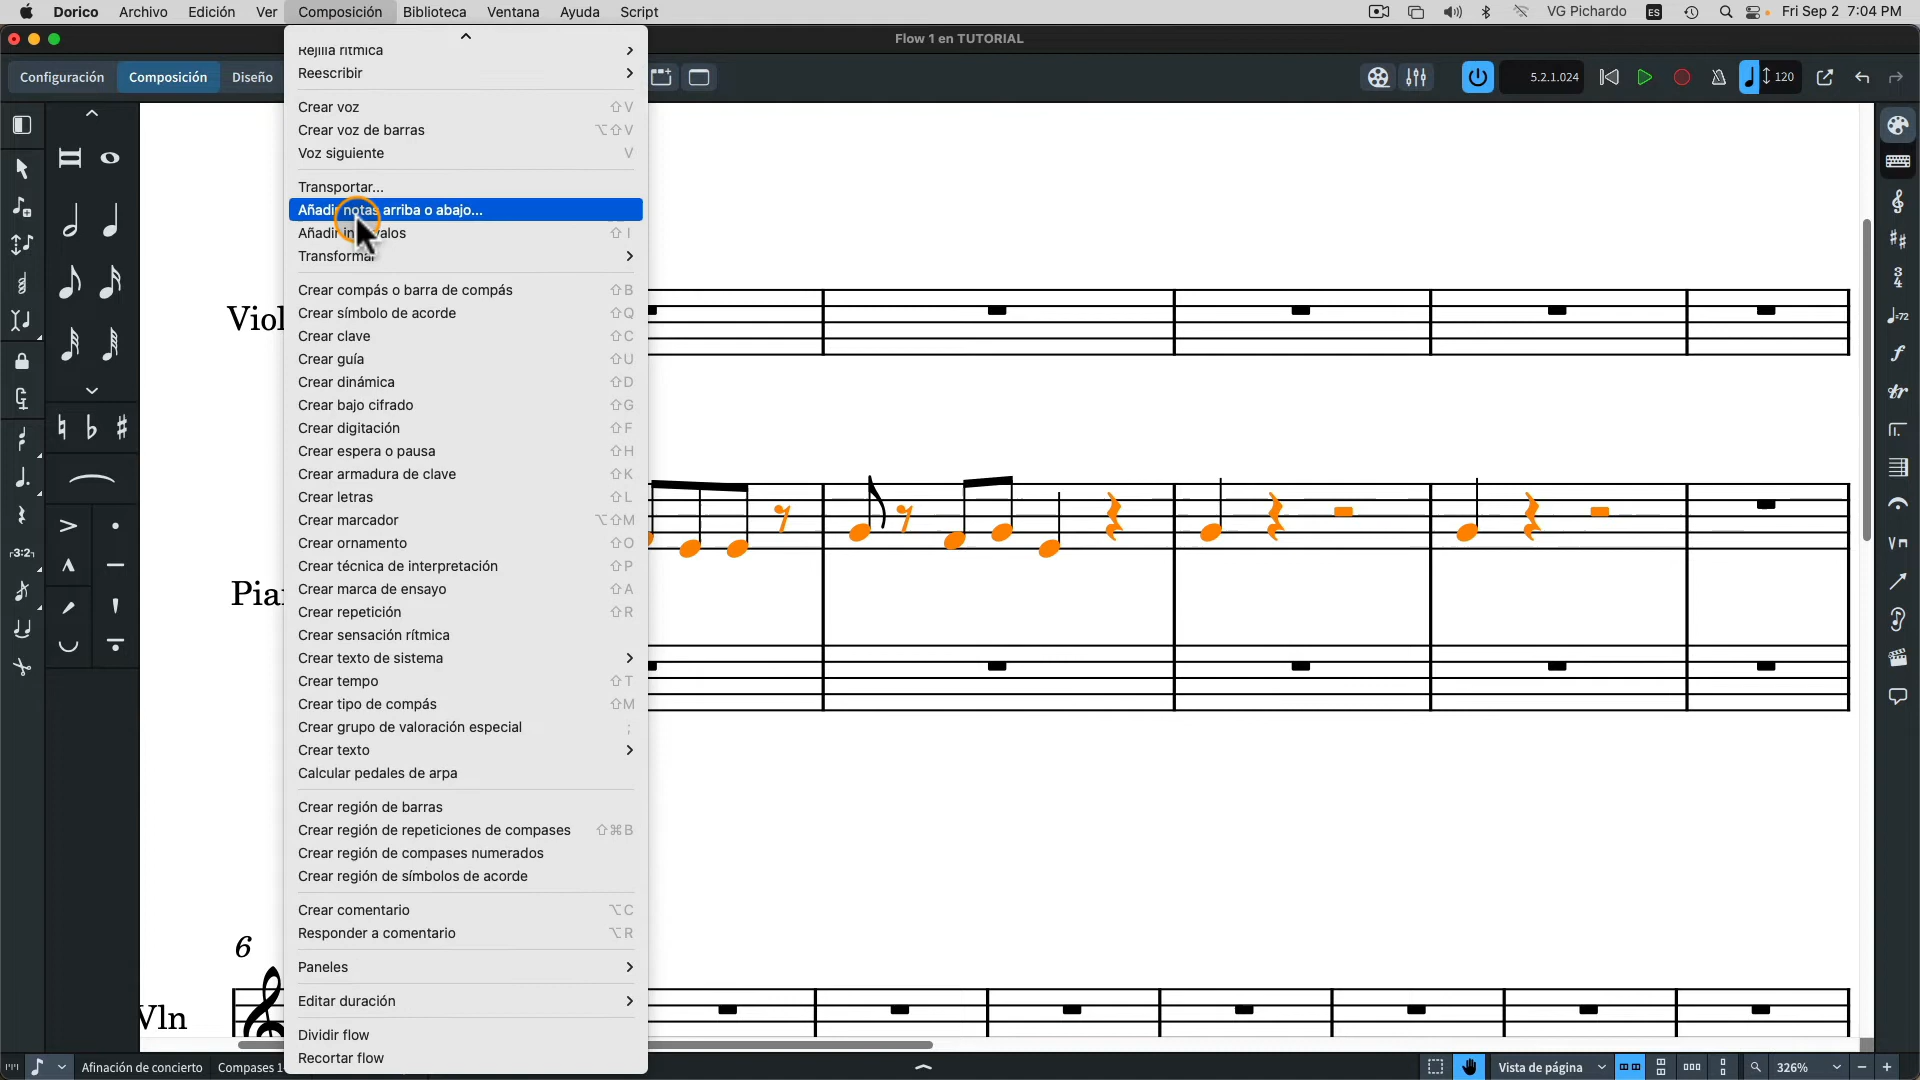 Dorico Archivo Edición Ver Composición Biblioteca Ventana Ayuda Script VG Pichardo ES Fri Sep 2 7:04 PM
Flow 1 en TUTORIAL
Configuración Composición Diseño 5.2.1.024 120
Rejilla rítmica
Reescribir
Crear voz ⇧V
Crear voz de barras ⌥⇧V
Voz siguiente V
Transportar...
Añadir notas arriba o abajo...
Añadir intervalos ⇧I
Transformar
Crear compás o barra de compás ⇧B
Crear símbolo de acorde ⇧Q
Crear clave ⇧C
Crear guía ⇧U
Crear dinámica ⇧D
Crear bajo cifrado ⇧G
Crear digitación ⇧F
Crear espera o pausa ⇧H
Crear armadura de clave ⇧K
Crear letras ⇧L
Crear marcador ⌥⇧M
Crear ornamento ⇧O
Crear técnica de interpretación ⇧P
Crear marca de ensayo ⇧A
Crear repetición ⇧R
Crear sensación rítmica
Crear texto de sistema
Crear tempo ⇧T
Crear tipo de compás ⇧M
Crear grupo de valoración especial ;
Crear texto
Calcular pedales de arpa
Crear región de barras
Crear región de repeticiones de compases ⇧⌘B
Crear región de compases numerados
Crear región de símbolos de acorde
Crear comentario ⌥C
Responder a comentario ⌥R
Paneles
Editar duración
Dividir flow
Recortar flow
Viol
Pia
6
Vln
3:2
=72
Afinación de concierto Compases 1 Vista de página 326%